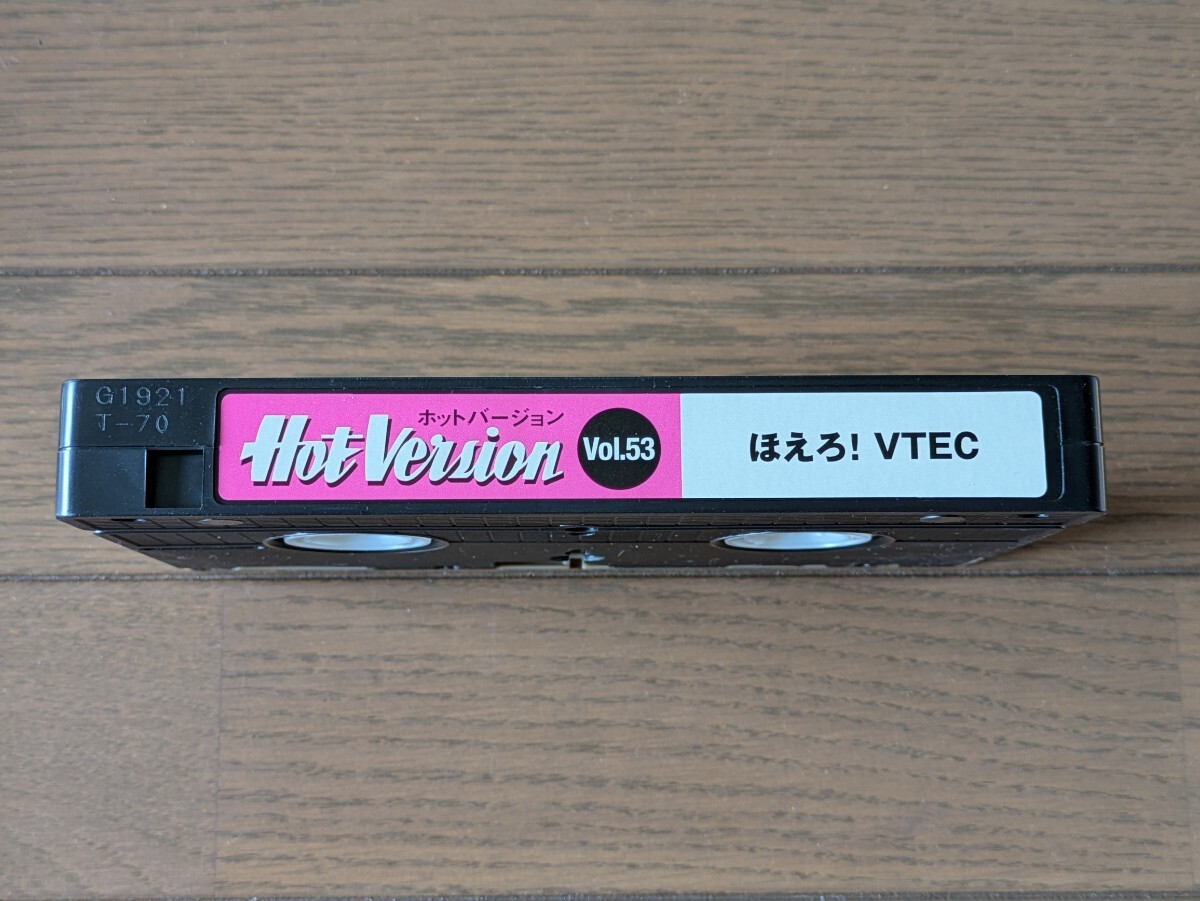 G1921
T-70
ホットバージョン
Hot Version
Vol.53
ほえろ! VTEC